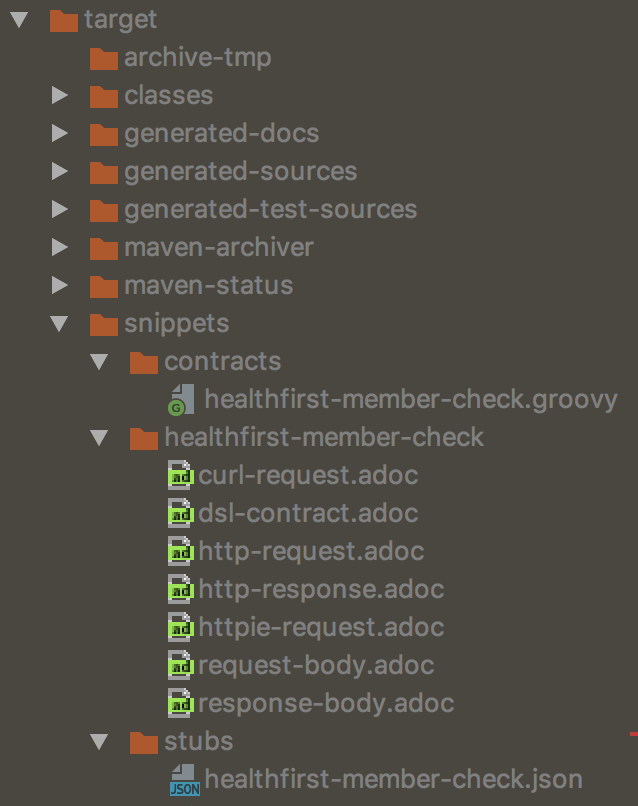 target
archive-tmp
classes
generated-docs
generated-sources
generated-test-sources
maven-archiver
maven-status
snippets
contracts
G healthfirst-member-check.groovy
healthfirst-member-check
ad curl-request.adoc
ad dsl-contract.adoc
ad http-request.adoc
ad http-response.adoc
ad httpie-request.adoc
ad request-body.adoc
ad response-body.adoc
stubs
JSON healthfirst-member-check.json